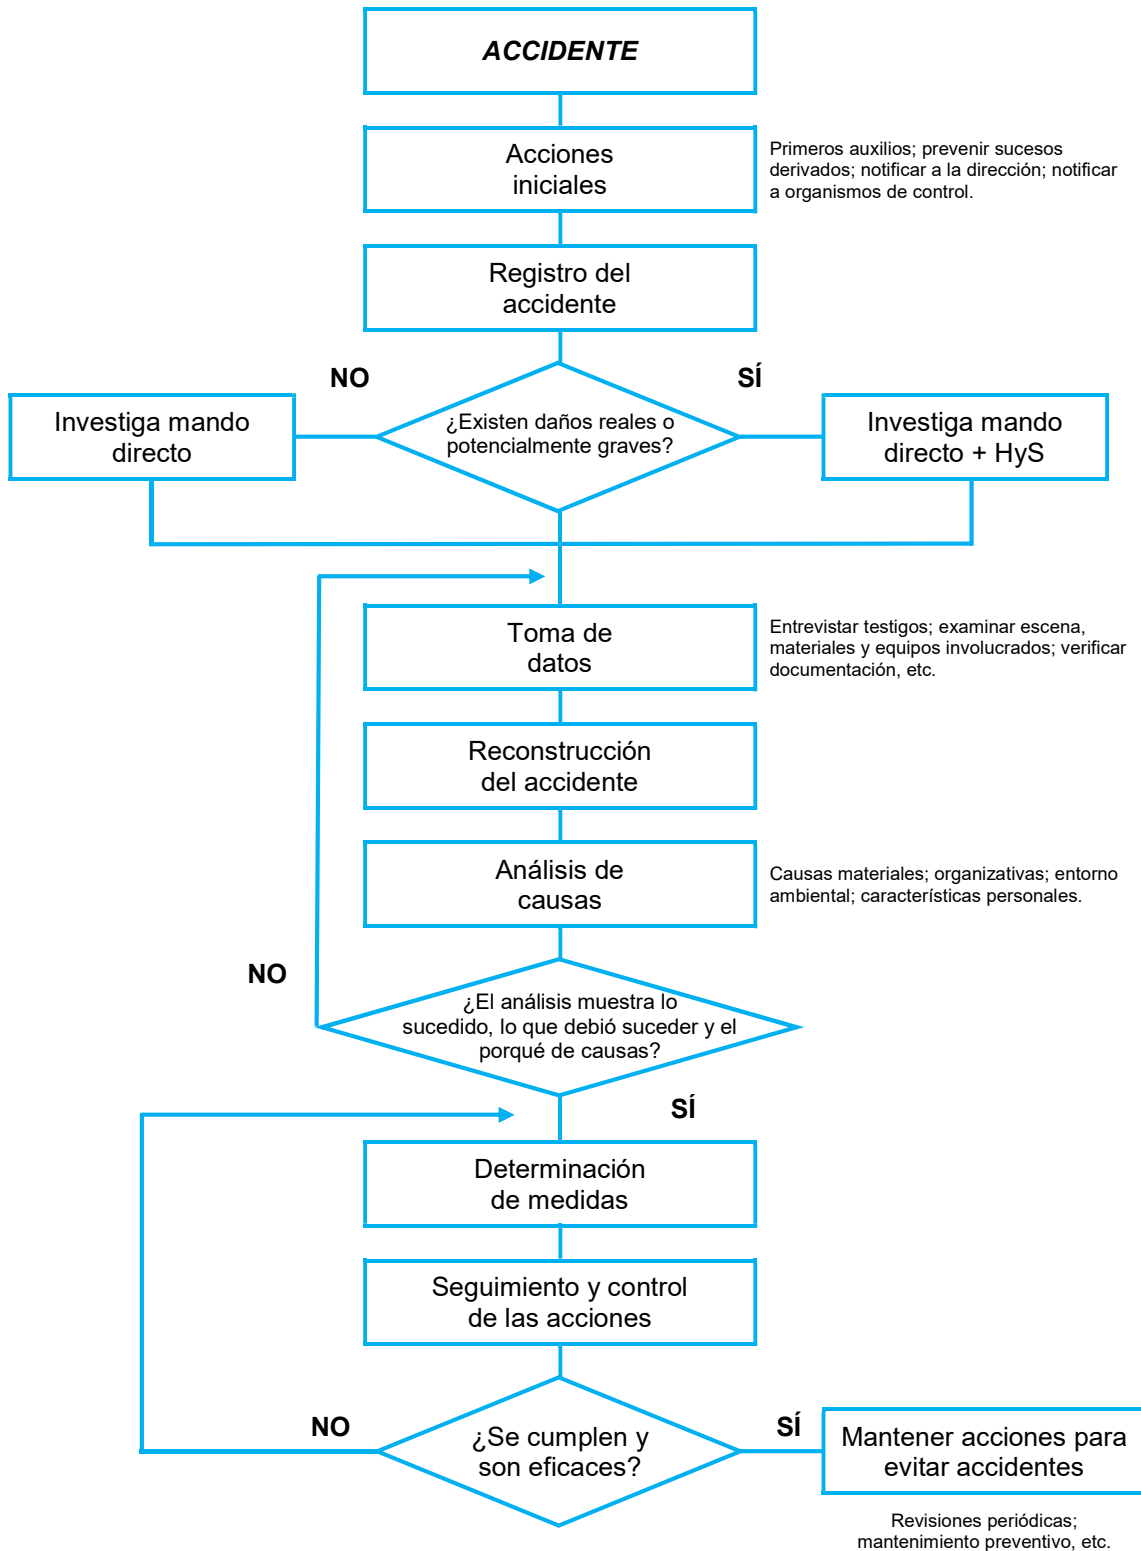 ACCIDENTE
Acciones
iniciales
Primeros auxilios; prevenir sucesos
derivados; notificar a la dirección; notificar
a organismos de control.
Registro del
accidente
NO
SÍ
Investiga mando
directo
¿Existen daños reales o
potencialmente graves?
Investiga mando
directo + HyS
Toma de
datos
Entrevistar testigos; examinar escena,
materiales y equipos involucrados; verificar
documentación, etc.
Reconstrucción
del accidente
Análisis de
causas
Causas materiales; organizativas; entorno
ambiental; características personales.
NO
¿El análisis muestra lo
sucedido, lo que debió suceder y el
porqué de causas?
SÍ
Determinación
de medidas
Seguimiento y control
de las acciones
NO
¿Se cumplen y
son eficaces?
SÍ
Mantener acciones para
evitar accidentes
Revisiones periódicas;
mantenimiento preventivo, etc.